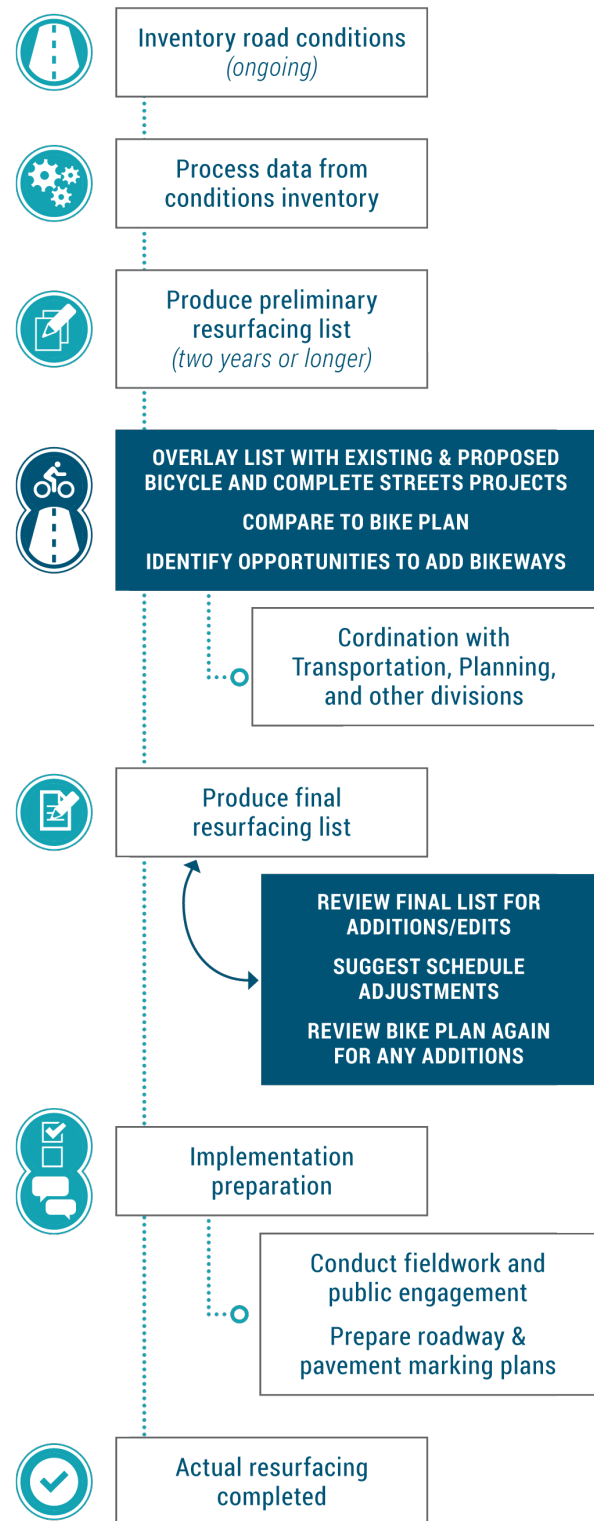 Inventory road conditions
(ongoing)
Process data from
conditions inventory
Produce preliminary
resurfacing list
(two years or longer)
OVERLAY LIST WITH EXISTING & PROPOSED
BICYCLE AND COMPLETE STREETS PROJECTS
COMPARE TO BIKE PLAN
IDENTIFY OPPORTUNITIES TO ADD BIKEWAYS
Cordination with
Transportation, Planning,
and other divisions
Produce final
resurfacing list
REVIEW FINAL LIST FOR
ADDITIONS/EDITS
SUGGEST SCHEDULE
ADJUSTMENTS
REVIEW BIKE PLAN AGAIN
FOR ANY ADDITIONS
Implementation
preparation
Conduct fieldwork and
public engagement
Prepare roadway &
pavement marking plans
Actual resurfacing
completed